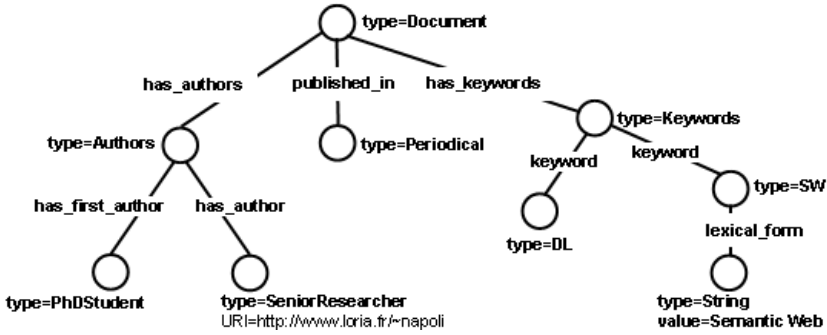 type=Document
has_authors
published_in
has_keywords
type=Authors
type=Periodical
type=Keywords
keyword
keyword
has_first_author
has_author
type=SW
type=DL
lexical_form
type=PhDStudent
type=SeniorResearcher
URI=http://www.loria.fr/~napoli
type=String
value=Semantic Web